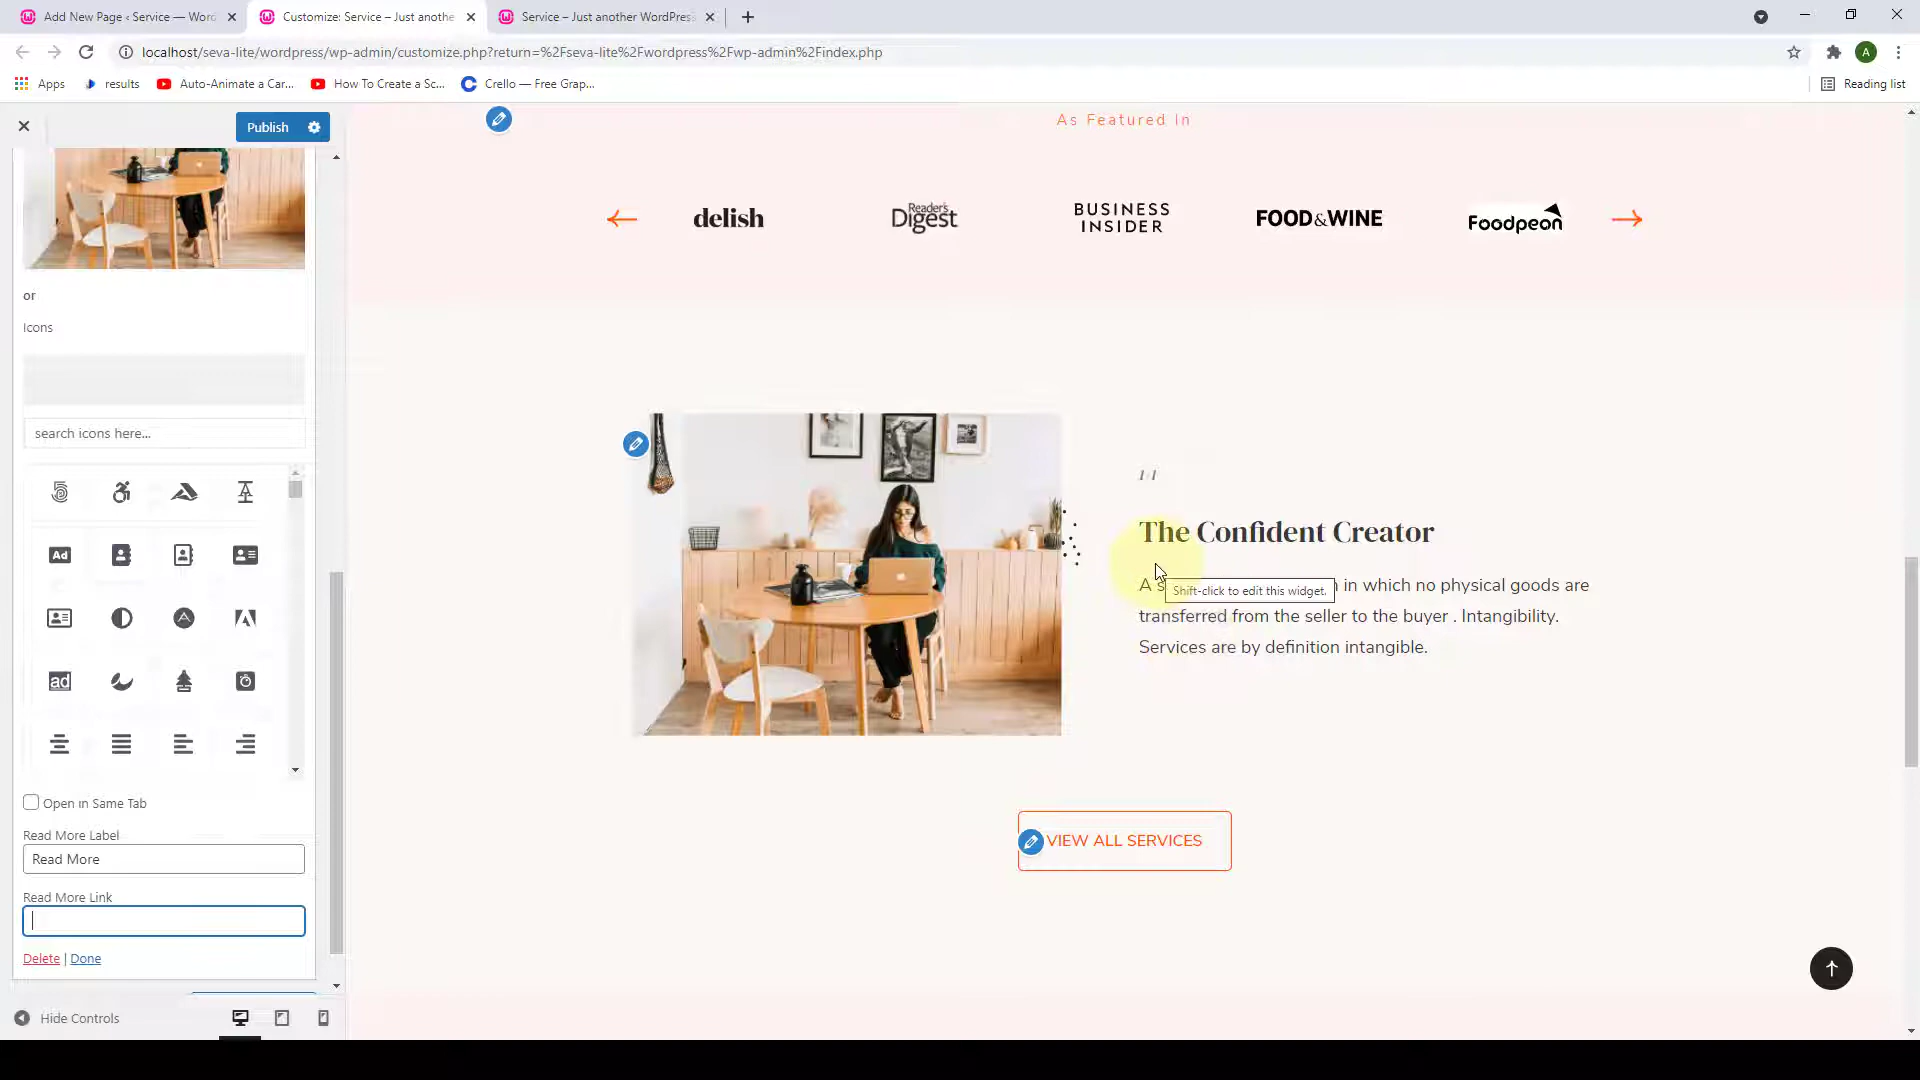 Add New Page ‹ Service — Wor
Customize: Service – Just anothe
Service – Just another WordPres
localhost/seva-lite/wordpress/wp-admin/customize.php?return=%2Fseva-lite%2Fwordpress%2Fwp-admin%2Findex.php
A
Apps
results
Auto-Animate a Car...
How To Create a Sc...
Crello — Free Grap...
Reading list
Publish
or
Icons
search icons here...
Ad
ad
Open in Same Tab
Read More Label
Read More
Read More Link
Delete | Done
Hide Controls
As Featured In
delish
Reader's Digest
BUSINESS INSIDER
FOOD&WINE
Foodpeon
The Confident Creator
A s
Shift-click to edit this widget.
in which no physical goods are
transferred from the seller to the buyer . Intangibility.
Services are by definition intangible.
VIEW ALL SERVICES